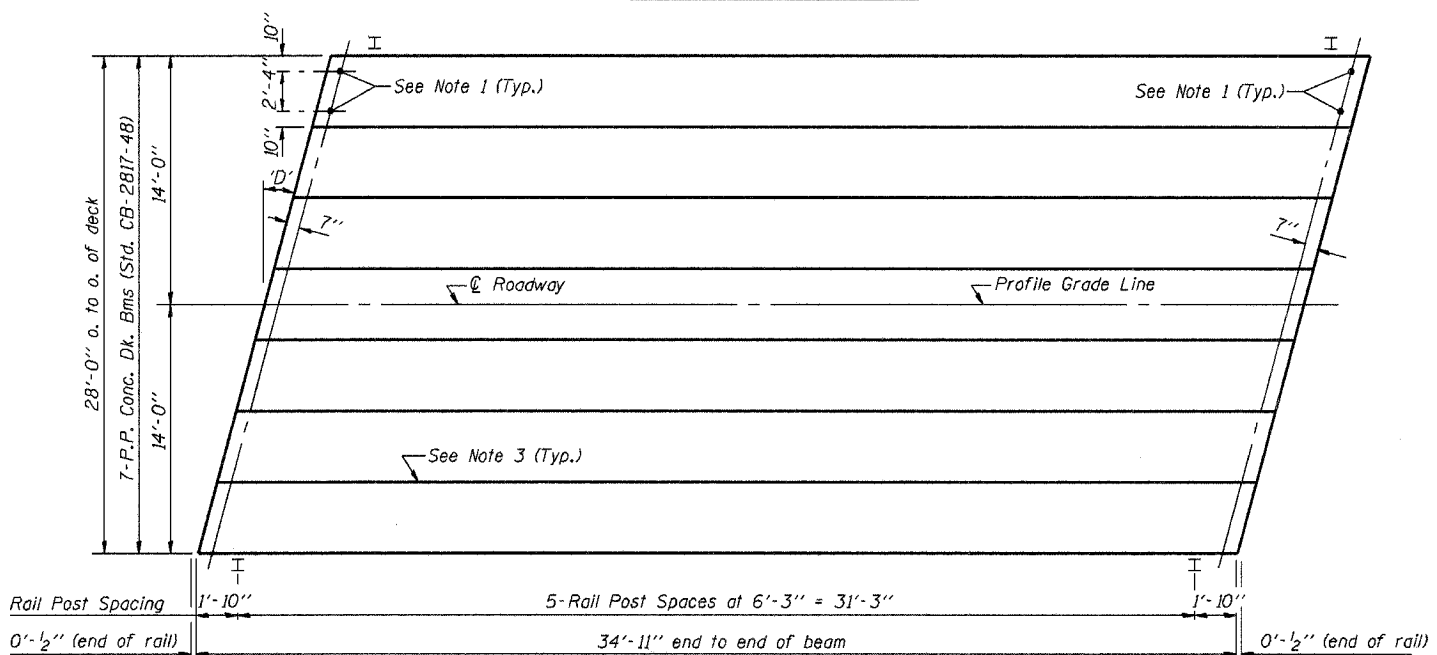 10"
2'-4"
10"
See Note 1 (Typ.)
See Note 1 (Typ.)
'D'
7"
7"
28'-0" o. to o. of deck
7-P.P. Conc. Dk. Bms (Std. CB-2817-48)
14'-0"
14'-0"
℄ Roadway
Profile Grade Line
See Note 3 (Typ.)
Rail Post Spacing
1'-10"
5-Rail Post Spaces at 6'-3" = 31'-3"
1'-10"
0'-½" (end of rail)
34'-11" end to end of beam
0'-½" (end of rail)